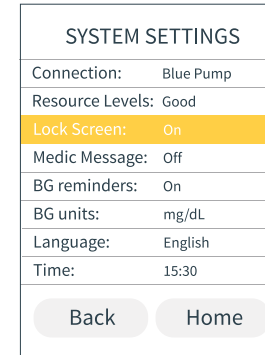 SYSTEM SETTINGS
Connection: Blue Pump
Resource Levels: Good
Lock Screen: On
Medic Message: Off
BG reminders: On
BG units: mg/dL
Language: English
Time: 15:30
Back Home